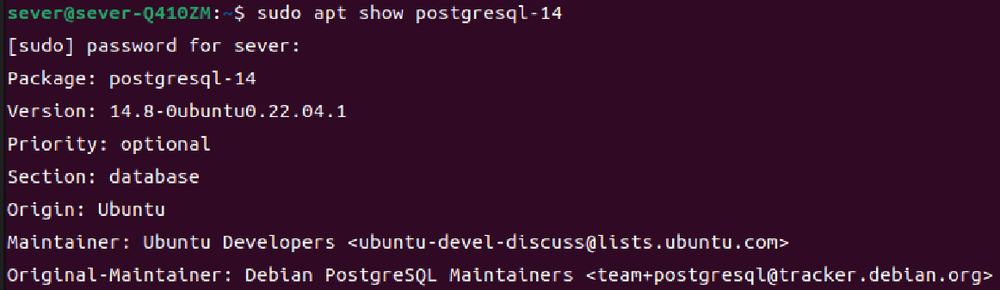 sever@sever-Q410ZM:~$ sudo apt show postgresql-14
[sudo] password for sever:
Package: postgresql-14
Version: 14.8-0ubuntu0.22.04.1
Priority: optional
Section: database
Origin: Ubuntu
Maintainer: Ubuntu Developers <ubuntu-devel-discuss@lists.ubuntu.com>
Original-Maintainer: Debian PostgreSQL Maintainers <team+postgresql@tracker.debian.org>